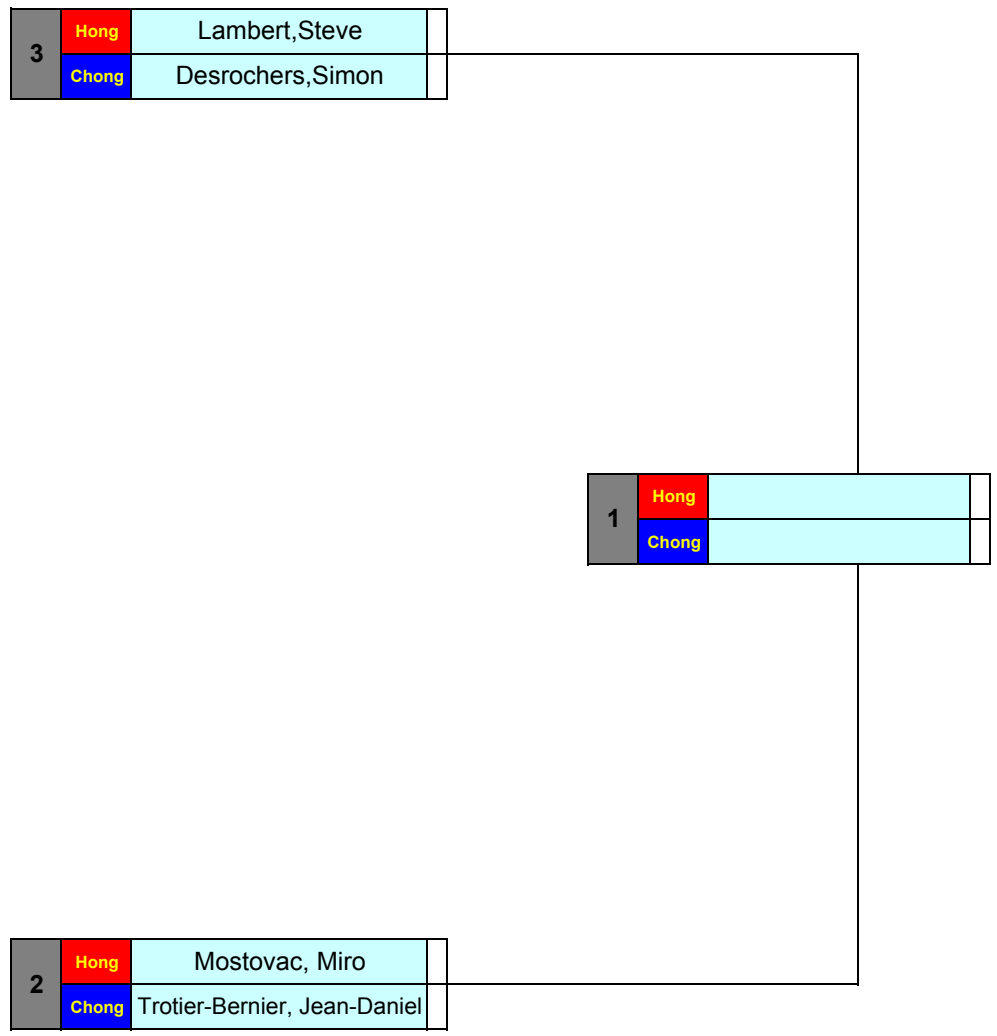 3
Hong Lambert,Steve
Chong Desrochers,Simon
1
Hong
Chong
2
Hong Mostovac, Miro
Chong Trotier-Bernier, Jean-Daniel